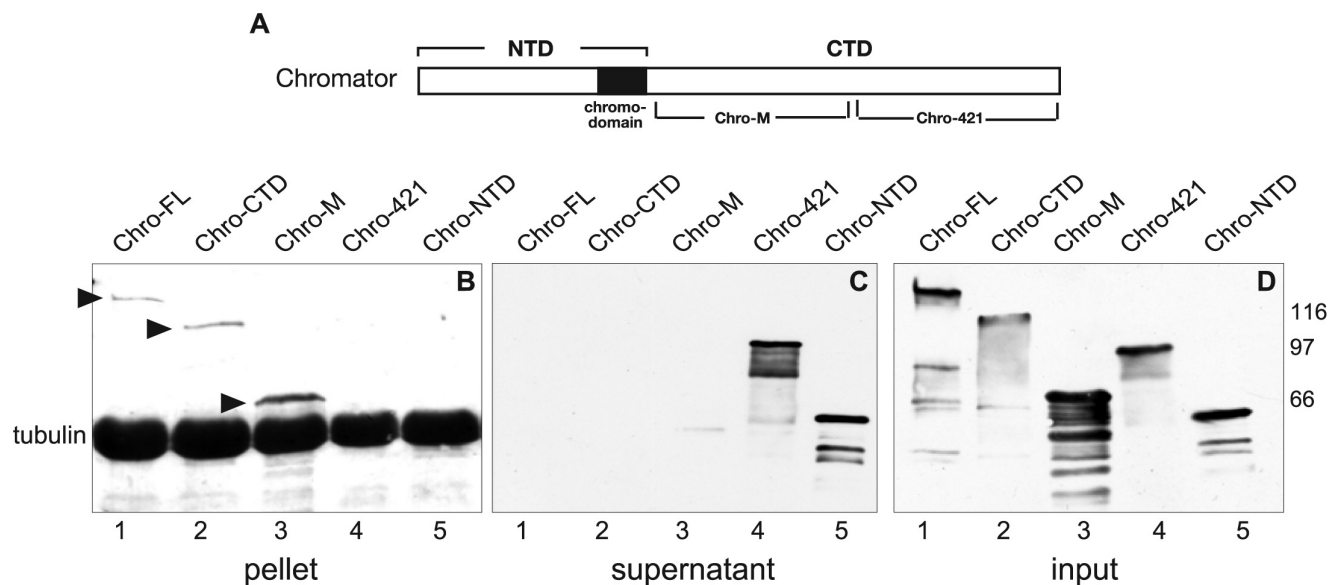 A
NTD CTD
Chromator
chromo-
domain
Chro-M Chro-421
Chro-FL Chro-CTD Chro-M Chro-421 Chro-NTD Chro-FL Chro-CTD Chro-M Chro-421 Chro-NTD Chro-FL Chro-CTD Chro-M Chro-421 Chro-NTD
B C D
116
97
66
tubulin
1 2 3 4 5 1 2 3 4 5 1 2 3 4 5
pellet supernatant input